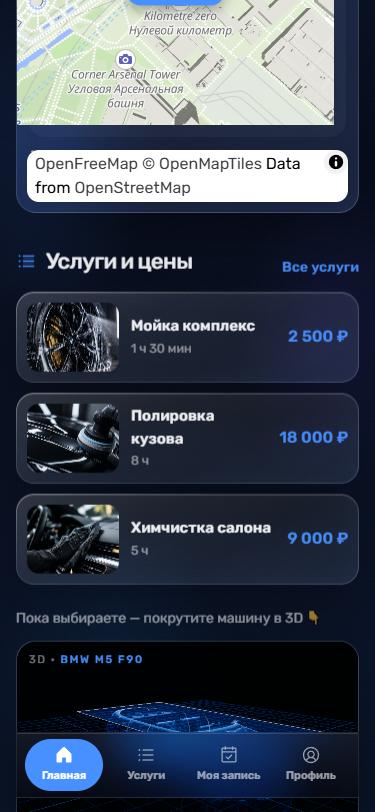 Kilometre zero
Нулевой километр
Corner Arsenal Tower
Угловая Арсенальная
башня
OpenFreeMap © OpenMapTiles Data
from OpenStreetMap
Услуги и цены
Все услуги
Мойка комплекс
1 ч 30 мин
2 500 ₽
Полировка
кузова
8 ч
18 000 ₽
Химчистка салона
5 ч
9 000 ₽
Пока выбираете — покрутите машину в 3D 👇
3D • BMW M5 F90
Главная
Услуги
Моя запись
Профиль